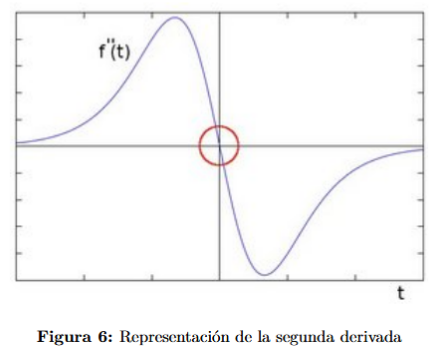 f''(t)
t
Figura 6: Representación de la segunda derivada